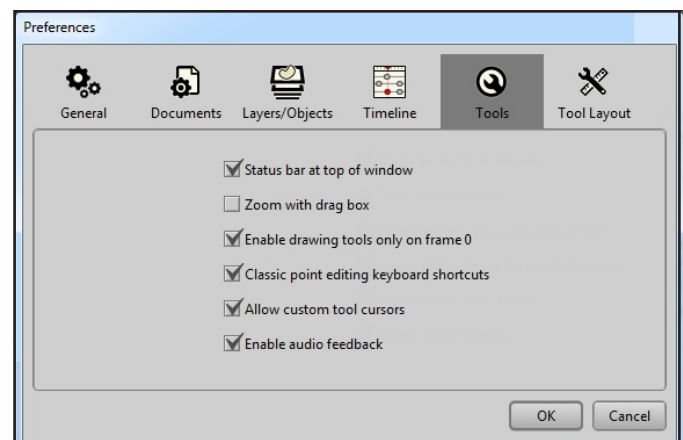 Preferences
General Documents Layers/Objects Timeline Tools Tool Layout
Status bar at top of window
Zoom with drag box
Enable drawing tools only on frame 0
Classic point editing keyboard shortcuts
Allow custom tool cursors
Enable audio feedback
OK Cancel